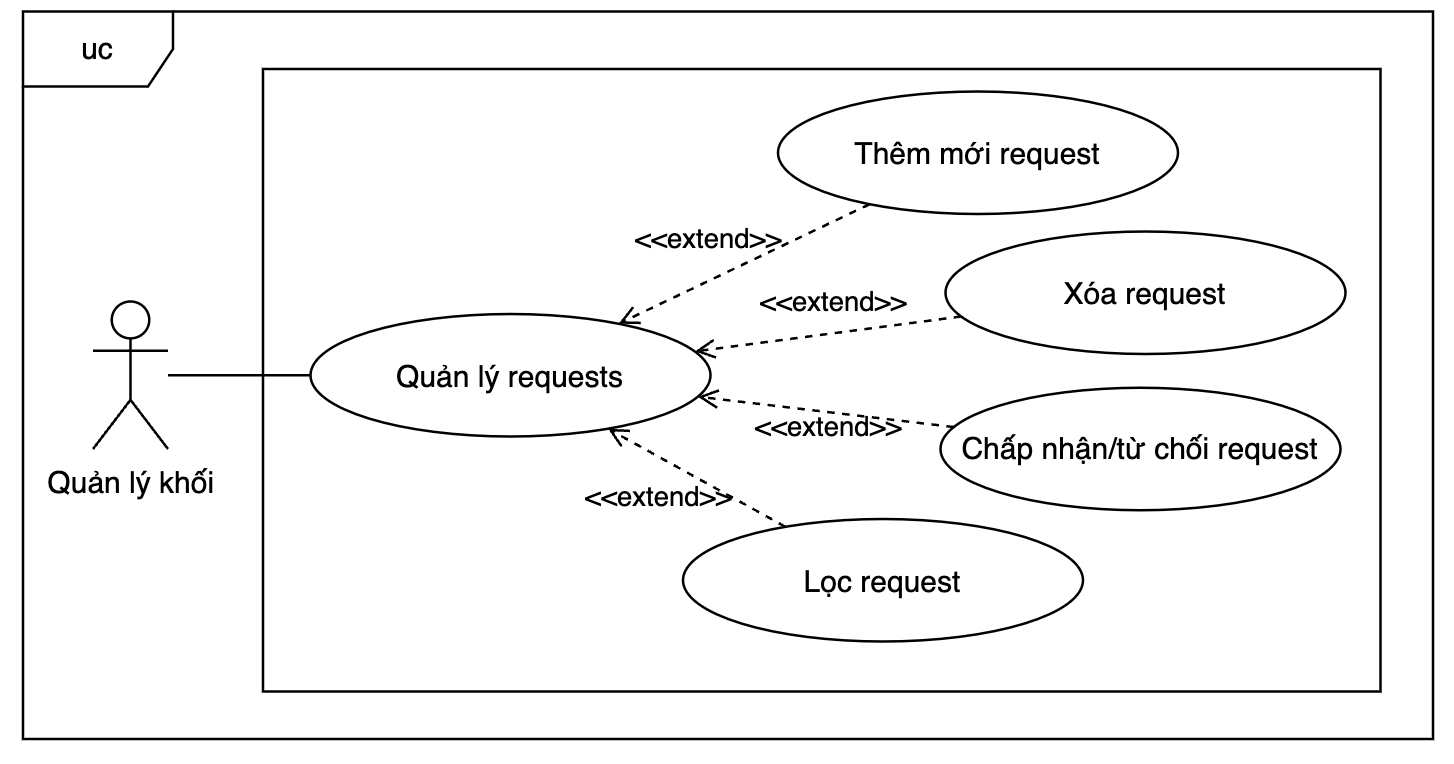 uc
Thêm mới request
<<extend>>
Xóa request
<<extend>>
Quản lý requests
<<extend>>
Chấp nhận/từ chối request
Quản lý khối
<<extend>>
Lọc request